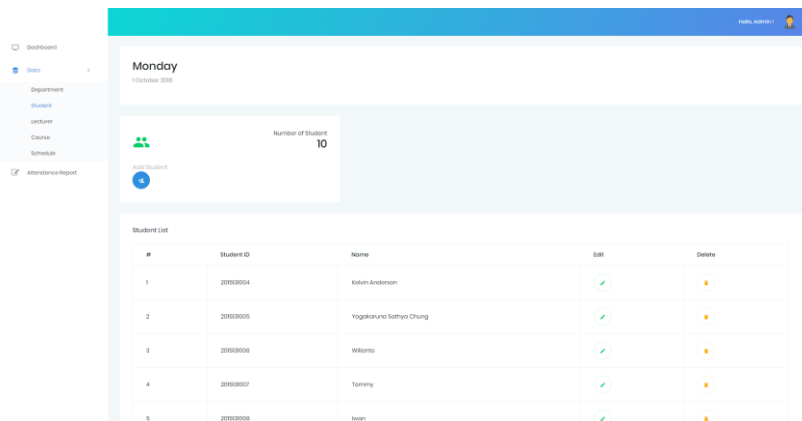 Hello, Admin !
Dashboard
Data
Department
Student
Lecturer
Course
Schedule
Attendance Report
Monday
1 October 2018
Number of Student
10
Add Student
Student List
# Student ID Name Edit Delete
1 2015131004 Kelvin Anderson
2 2015131005 Yogakaruna Sathya Chung
3 2015131006 Wilianto
4 2015131007 Tommy
5 2015131008 Iwan